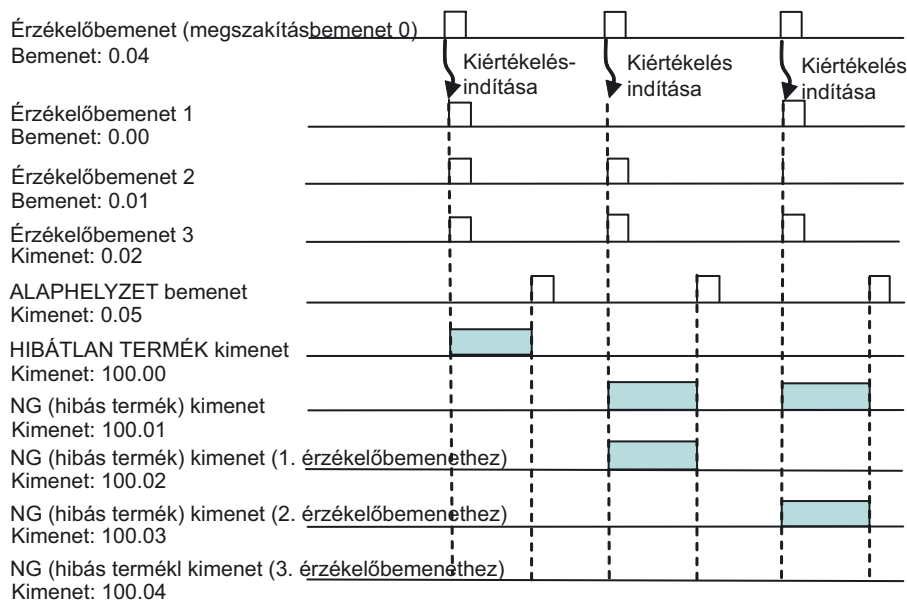 Érzékelőbemenet (megszakításbemenet 0)
Bemenet: 0.04
Kiértékelés-
indítása
Kiértékelés
indítása
Kiértékelés
indítása
Érzékelőbemenet 1
Bemenet: 0.00
Érzékelőbemenet 2
Bemenet: 0.01
Érzékelőbemenet 3
Kimenet: 0.02
ALAPHELYZET bemenet
Kimenet: 0.05
HIBÁTLAN TERMÉK kimenet
Kimenet: 100.00
NG (hibás termék) kimenet
Kimenet: 100.01
NG (hibás termék) kimenet (1. érzékelőbemenethez)
Kimenet: 100.02
NG (hibás termék) kimenet (2. érzékelőbemenethez)
Kimenet: 100.03
NG (hibás termékl kimenet (3. érzékelőbemenethez)
Kimenet: 100.04